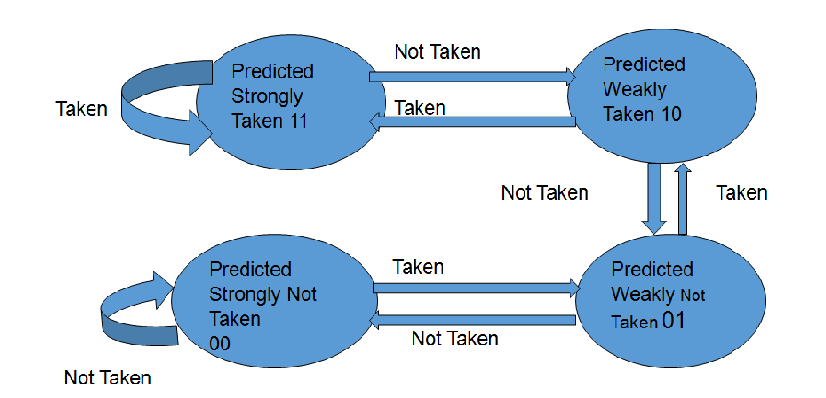 Not Taken
Predicted
Strongly
Taken 11
Predicted
Weakly
Taken 10
Taken
Taken
Not Taken
Taken
Predicted
Strongly Not
Taken
00
Taken
Predicted
Weakly Not
Taken 01
Not Taken
Not Taken